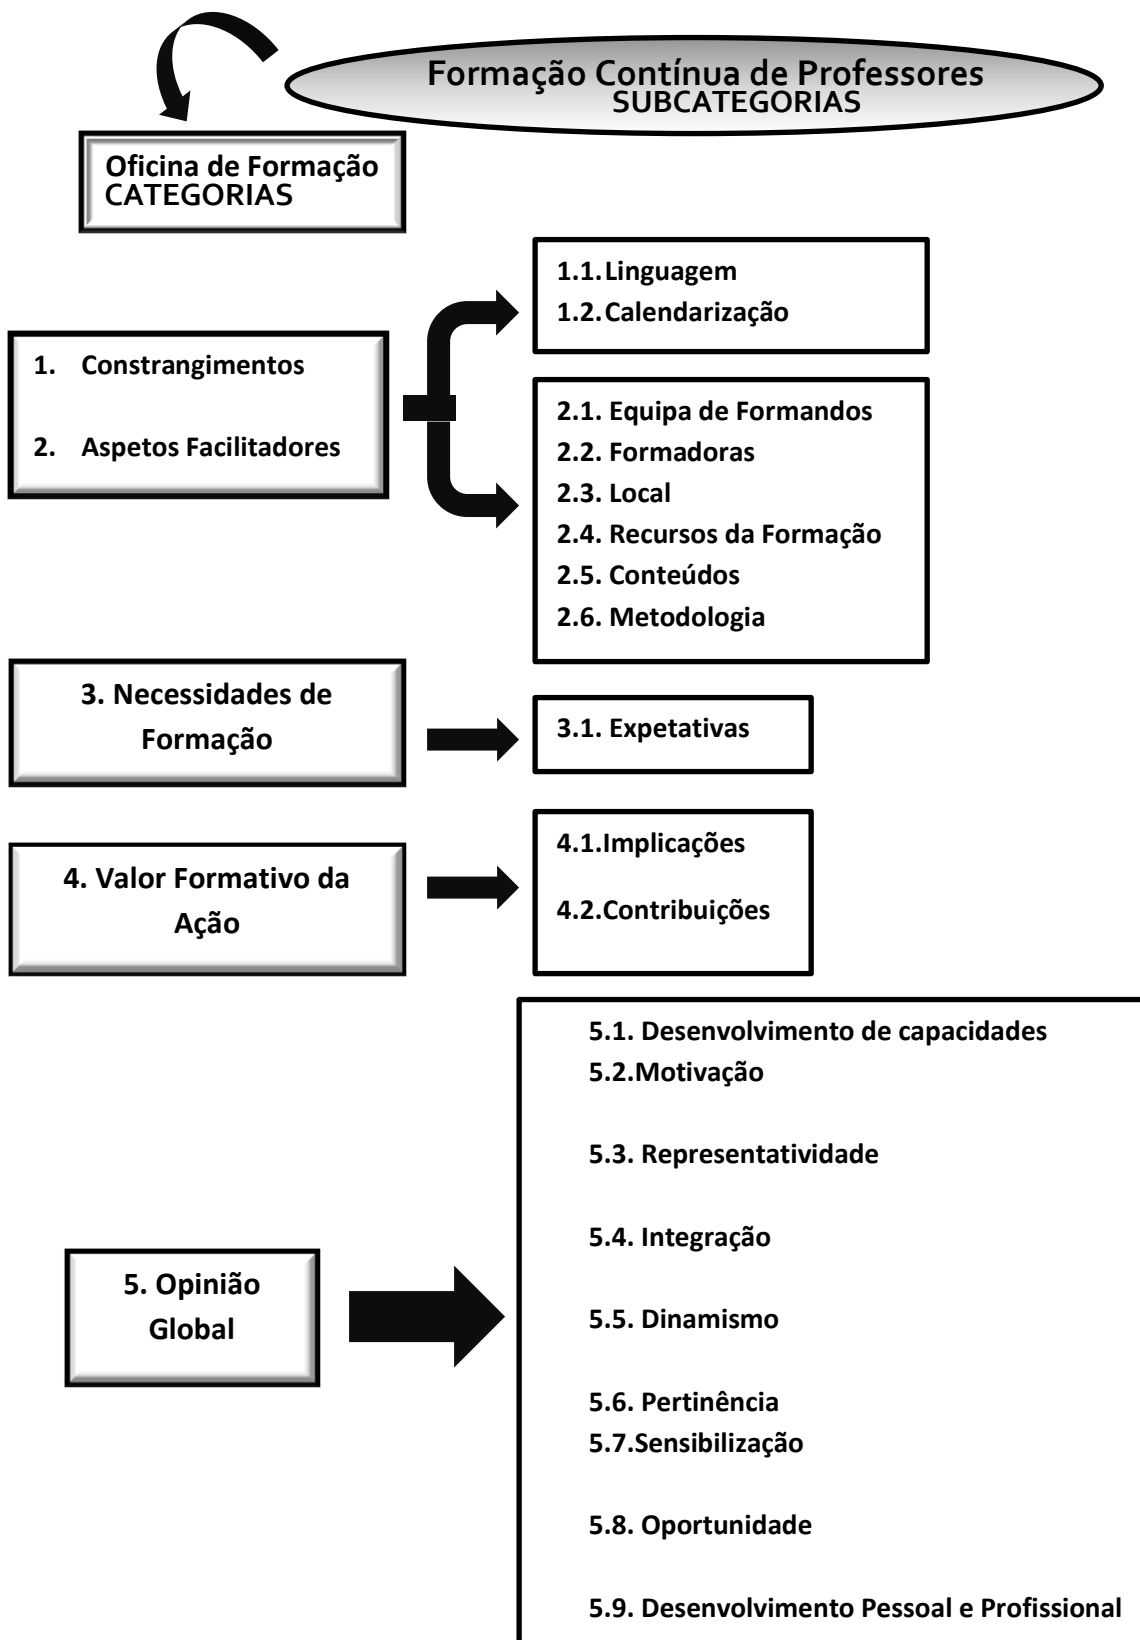 Formação Contínua de Professores
SUBCATEGORIAS
Oficina de Formação
CATEGORIAS
1. Constrangimentos
2. Aspetos Facilitadores
1.1.Linguagem
1.2.Calendarização
2.1. Equipa de Formandos
2.2. Formadoras
2.3. Local
2.4. Recursos da Formação
2.5. Conteúdos
2.6. Metodologia
3. Necessidades de
Formação
3.1. Expetativas
4. Valor Formativo da
Ação
4.1.Implicações
4.2.Contribuições
5. Opinião
Global
5.1. Desenvolvimento de capacidades
5.2.Motivação
5.3. Representatividade
5.4. Integração
5.5. Dinamismo
5.6. Pertinência
5.7.Sensibilização
5.8. Oportunidade
5.9. Desenvolvimento Pessoal e Profissional